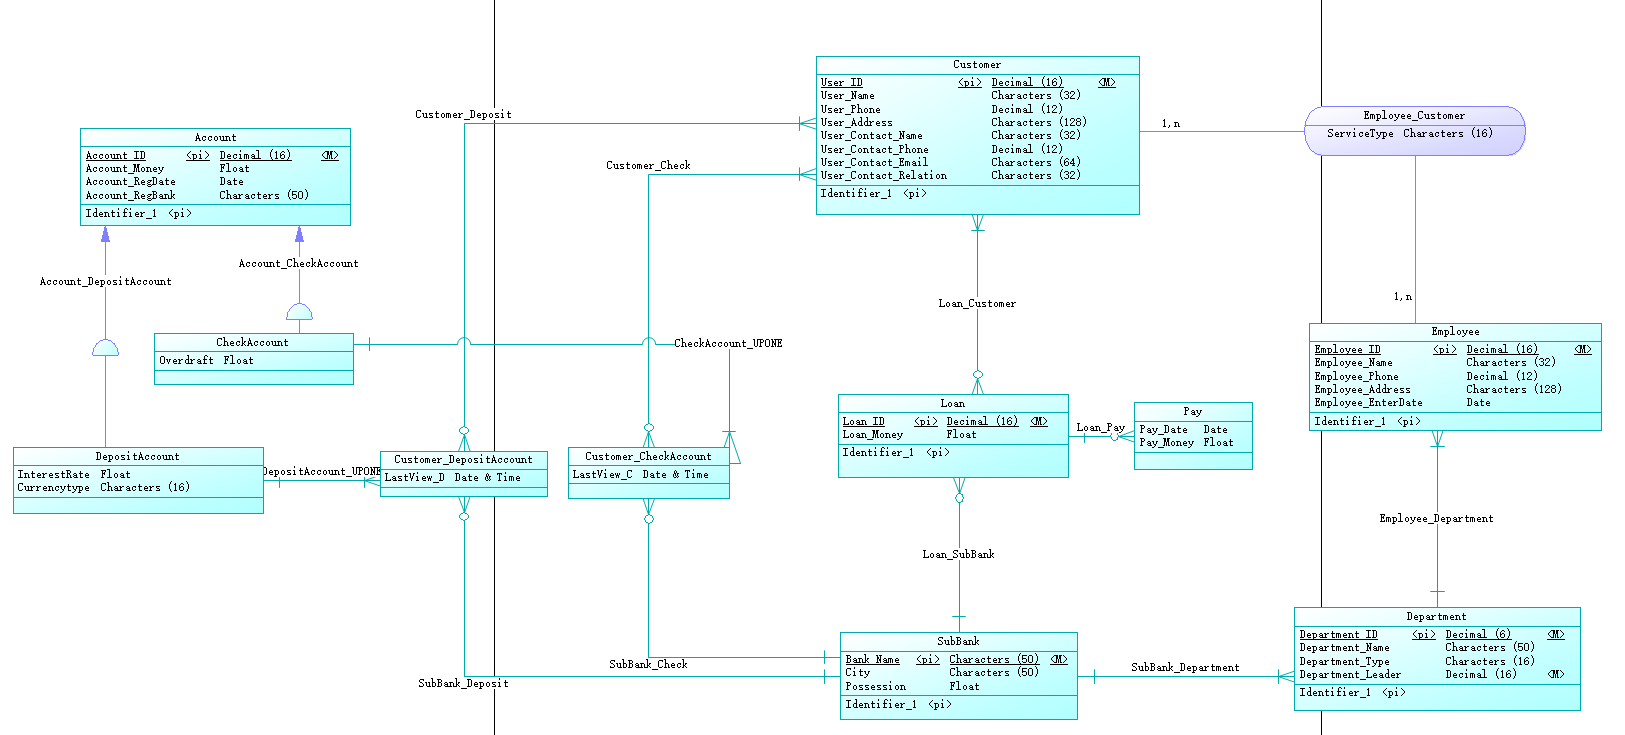 Customer
User_ID <pi> Decimal (16) <M>
User_Name Characters (32)
User_Phone Decimal (12)
User_Address Characters (128)
User_Contact_Name Characters (32)
User_Contact_Phone Decimal (12)
User_Contact_Email Characters (64)
User_Contact_Relation Characters (32)
Identifier_1 <pi>
Customer_Deposit
Customer_Check
1,n
Employee_Customer
ServiceType Characters (16)
Account
Account_ID <pi> Decimal (16) <M>
Account_Money Float
Account_RegDate Date
Account_RegBank Characters (50)
Identifier_1 <pi>
Account_CheckAccount
Account_DepositAccount
Loan_Customer
1,n
CheckAccount
Overdraft Float
CheckAccount_UPONE
Employee
Employee_ID <pi> Decimal (16) <M>
Employee_Name Characters (32)
Employee_Phone Decimal (12)
Employee_Address Characters (128)
Employee_EnterDate Date
Identifier_1 <pi>
Loan
Loan_ID <pi> Decimal (16) <M>
Loan_Money Float
Identifier_1 <pi>
Loan_Pay
Pay
Pay_Date Date
Pay_Money Float
DepositAccount
InterestRate Float
Currencytype Characters (16)
DepositAccount_UPONE
Customer_DepositAccount
LastView_D Date & Time
Customer_CheckAccount
LastView_C Date & Time
Employee_Department
Loan_SubBank
Department
Department_ID <pi> Decimal (6) <M>
Department_Name Characters (50)
Department_Type Characters (16)
Department_Leader Decimal (16) <M>
Identifier_1 <pi>
SubBank
Bank_Name <pi> Characters (50) <M>
City Characters (50)
Possession Float
Identifier_1 <pi>
SubBank_Check
SubBank_Deposit
SubBank_Department